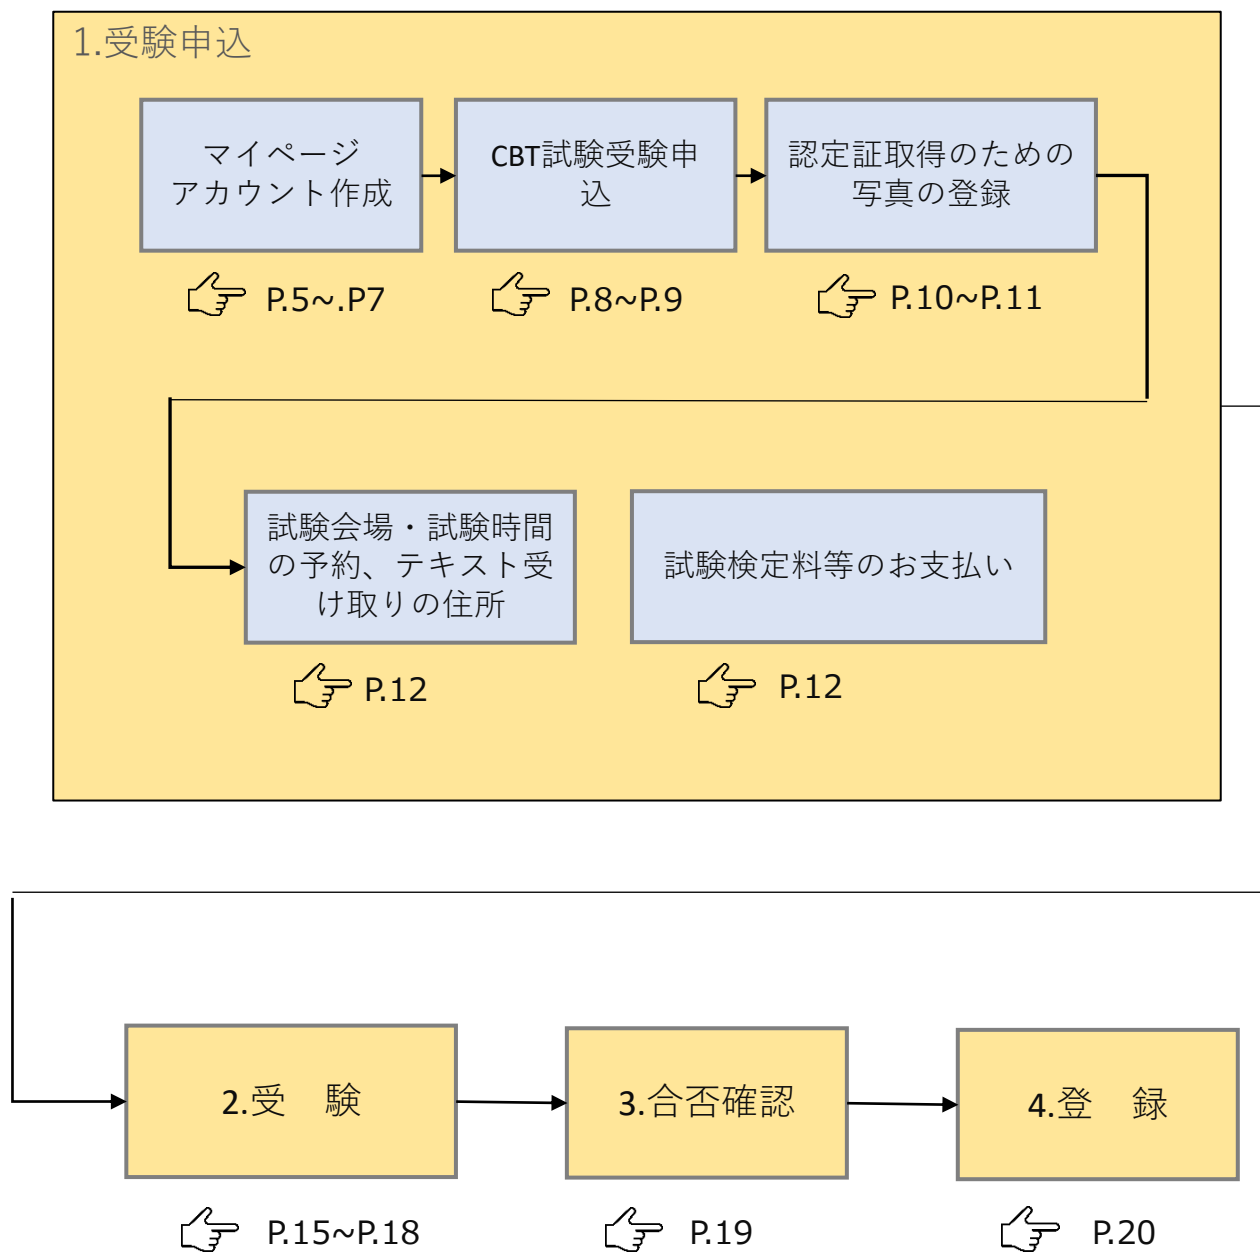 1.受験申込
マイページ
アカウント作成
CBT試験受験申
込
認定証取得のための
写真の登録
P.5~.P7
P.8~P.9
P.10~P.11
試験会場・試験時間
の予約、テキスト受
け取りの住所
試験検定料等のお支払い
P.12
P.12
2.受　験
3.合否確認
4.登　録
P.15~P.18
P.19
P.20